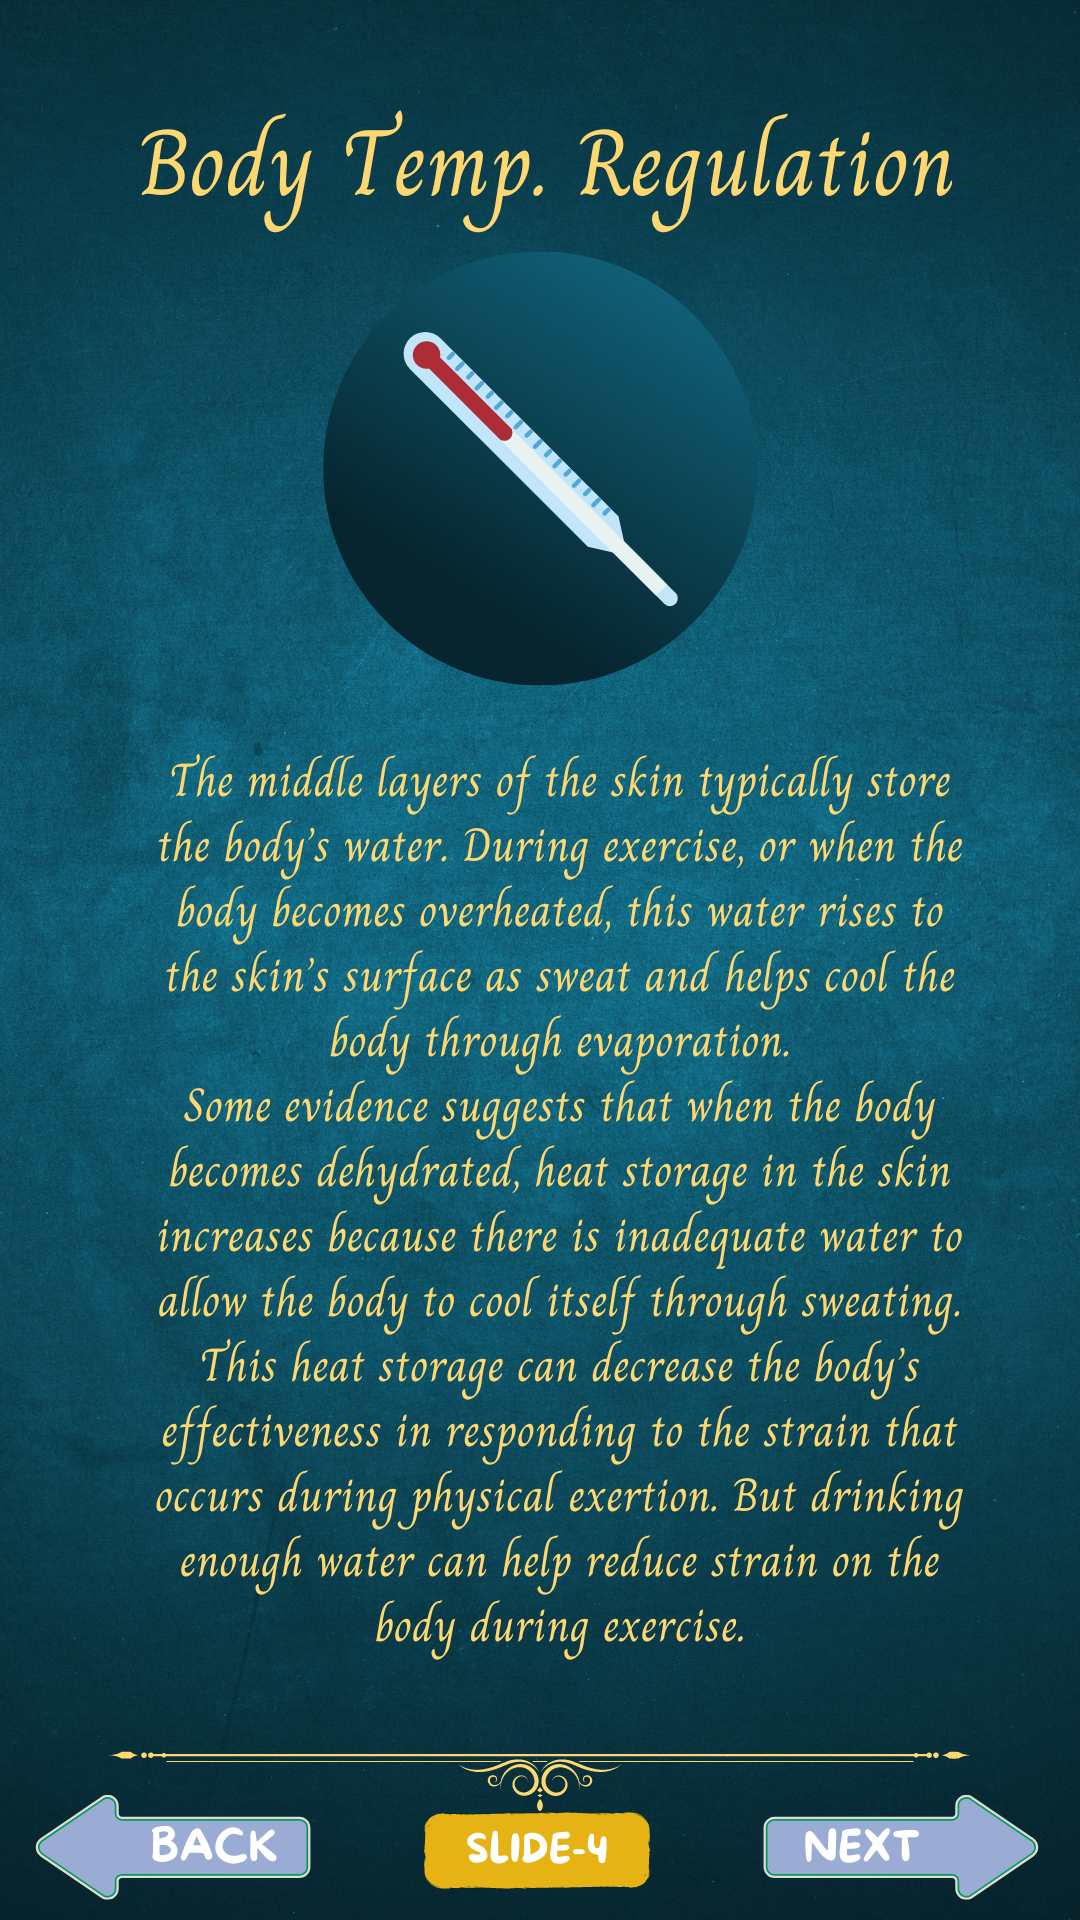 Body Temp. Regulation
The middle layers of the skin typically store
the body's water. During exercise, or when the
body becomes overheated, this water rises to
the skin's surface as sweat and helps cool the
body through evaporation.
Some evidence suggests that when the body
becomes dehydrated, heat storage in the skin
increases because there is inadequate water to
allow the body to cool itself through sweating.
This heat storage can decrease the body's
effectiveness in responding to the strain that
occurs during physical exertion. But drinking
enough water can help reduce strain on the
body during exercise.
BACK
SLIDE-4
NEXT